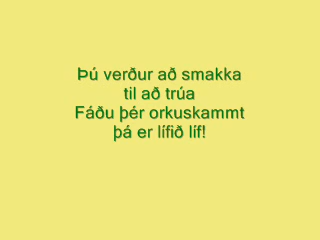 Þú verður að smakka
til að trúa
Fáðu þér orkuskammt
þá er lífið líf!